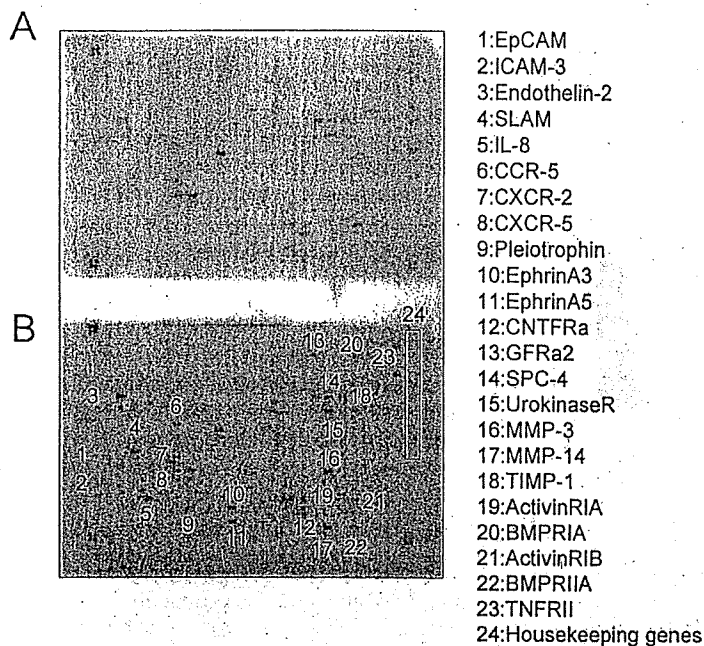 A
B
24
13 20
23
14
3 18
6
4 15
1 7 16
2 8
10 19 21
5 9 12
11 17 22
1:EpCAM
2:ICAM-3
3:Endothelin-2
4:SLAM
5:IL-8
6:CCR-5
7:CXCR-2
8:CXCR-5
9:Pleiotrophin
10:EphrinA3
11:EphrinA5
12:CNTFRa
13:GFRa2
14:SPC-4
15:UrokinaseR
16:MMP-3
17:MMP-14
18:TIMP-1
19:ActivinRIA
20:BMPRIA
21:ActivinRIB
22:BMPRIIA
23:TNFRII
24:Housekeeping genes